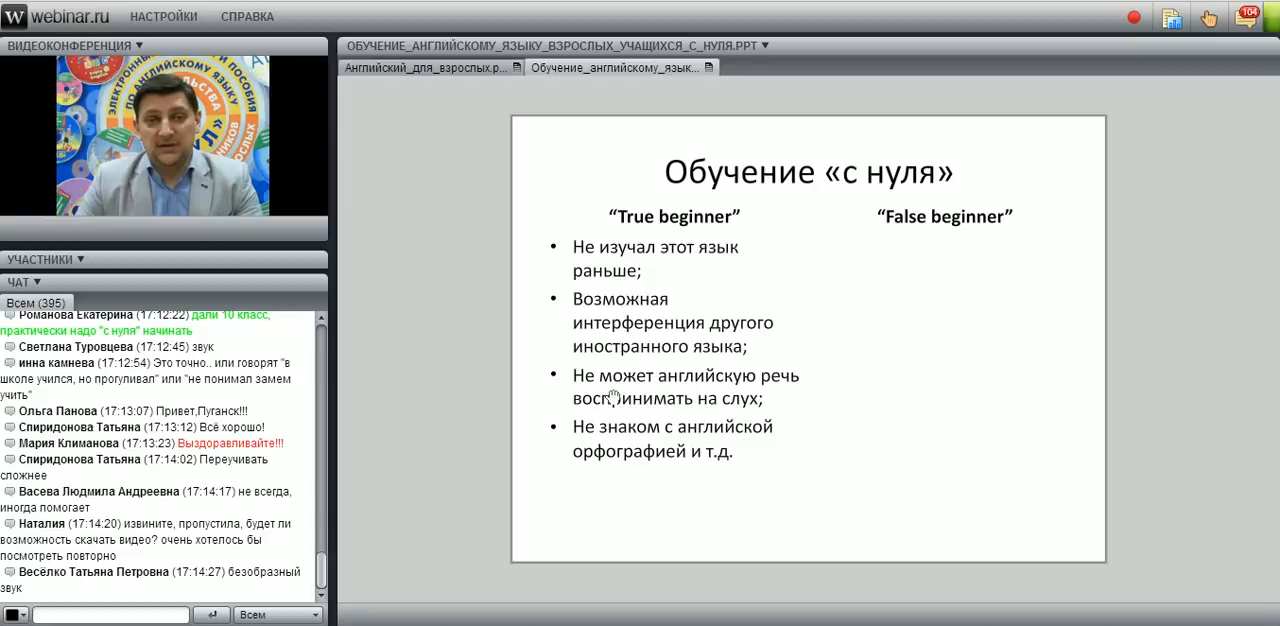 W webinar.ru НАСТРОЙКИ СПРАВКА
104
ВИДЕОКОНФЕРЕНЦИЯ
ЭЛЕКТРОННЫЕ
ПОСОБИЯ
ПО АНГЛИЙСКОМУ ЯЗЫКУ
УЧАСТНИКИ
ЧАТ
Всем (395)
Романова Екатерина (17:12:22) дали 10 класс,
практически надо "с нуля" начинать
Светлана Туровцева (17:12:45) звук
инна камнева (17:12:54) Это точно.. или говорят "в
школе учился, но прогуливал" или "не понимал замем
учить"
Ольга Панова (17:13:07) Привет,Луганск!!!
Спиридонова Татьяна (17:13:12) Всё хорошо!
Мария Климанова (17:13:23) Выздоравливайте!!!
Спиридонова Татьяна (17:14:02) Переучивать
сложнее
Васева Людмила Андреевна (17:14:17) не всегда,
иногда помогает
Наталия (17:14:20) извините, пропустила, будет ли
возможность скачать видео? очень хотелось бы
посмотреть повторно
Весёлко Татьяна Петровна (17:14:27) безобразный
звук
Всем
ОБУЧЕНИЕ_АНГЛИЙСКОМУ_ЯЗЫКУ_ВЗРОСЛЫХ_УЧАЩИХСЯ_С_НУЛЯ.PPT
Английский_для_взрослых.p... Обучение_английскому_язык...
Обучение «с нуля»
“True beginner”
• Не изучал этот язык
раньше;
• Возможная
интерференция другого
иностранного языка;
• Не может английскую речь
воспринимать на слух;
• Не знаком с английской
орфографией и т.д.
“False beginner”